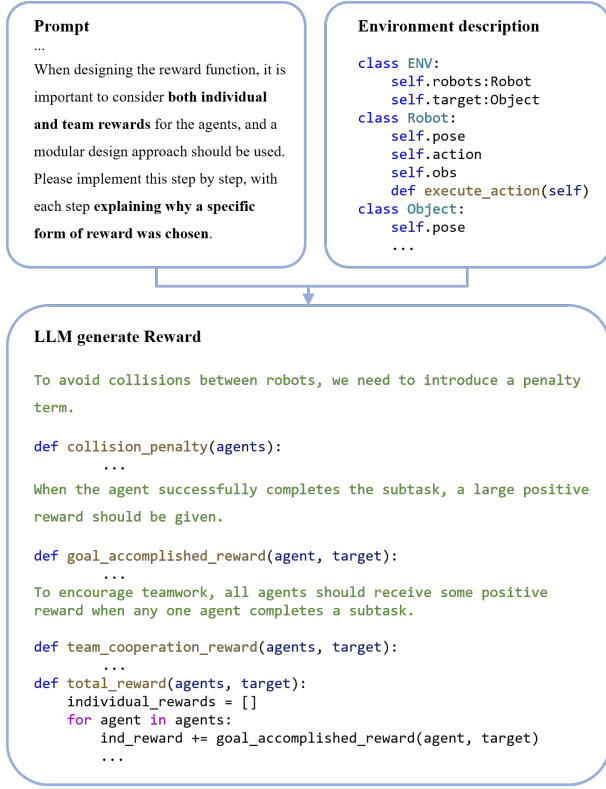 Prompt
...
When designing the reward function, it is
important to consider both individual
and team rewards for the agents, and a
modular design approach should be used.
Please implement this step by step, with
each step explaining why a specific
form of reward was chosen.
Environment description
class ENV:
    self.robots:Robot
    self.target:Object
class Robot:
    self.pose
    self.action
    self.obs
    def execute_action(self)
class Object:
    self.pose
    ...
LLM generate Reward
To avoid collisions between robots, we need to introduce a penalty
term.
def collision_penalty(agents):
        ...
When the agent successfully completes the subtask, a large positive
reward should be given.
def goal_accomplished_reward(agent, target):
        ...
To encourage teamwork, all agents should receive some positive
reward when any one agent completes a subtask.
def team_cooperation_reward(agents, target):
        ...
def total_reward(agents, target):
    individual_rewards = []
    for agent in agents:
        ind_reward += goal_accomplished_reward(agent, target)
        ...